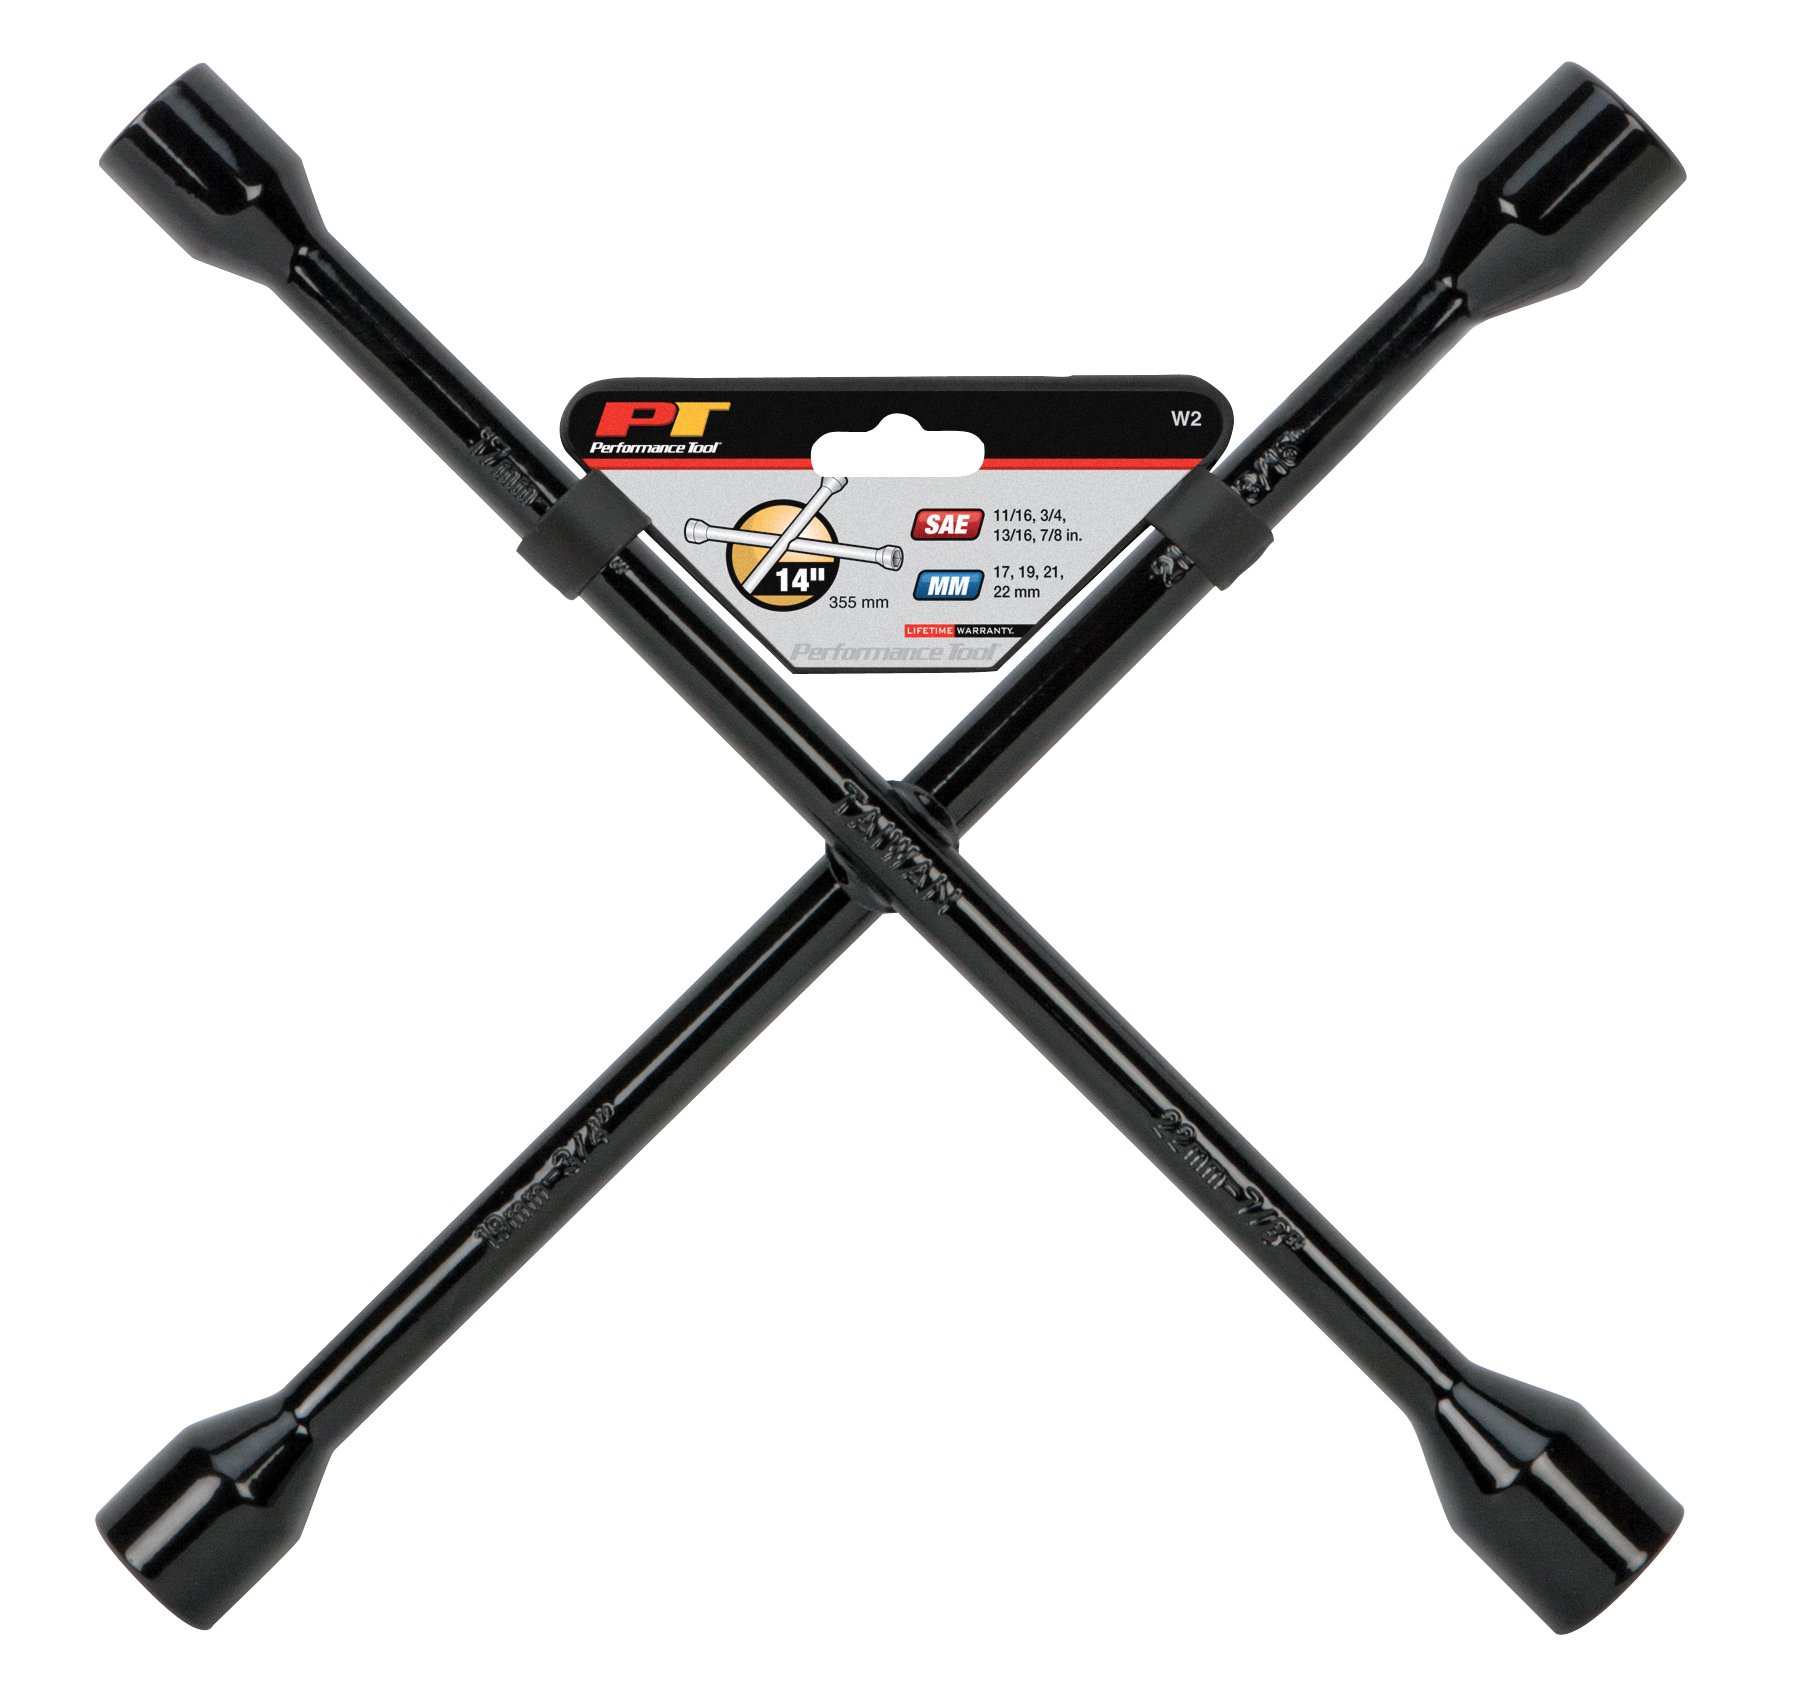 PT
Performance Tool
W2
SAE
11/16, 3/4,
13/16, 7/8 in.
14"
355 mm
MM
17, 19, 21,
22 mm
LIFETIME WARRANTY
Performance Tool
17mm-
TAIWAN
19mm-3/4"
22mm-7/8"